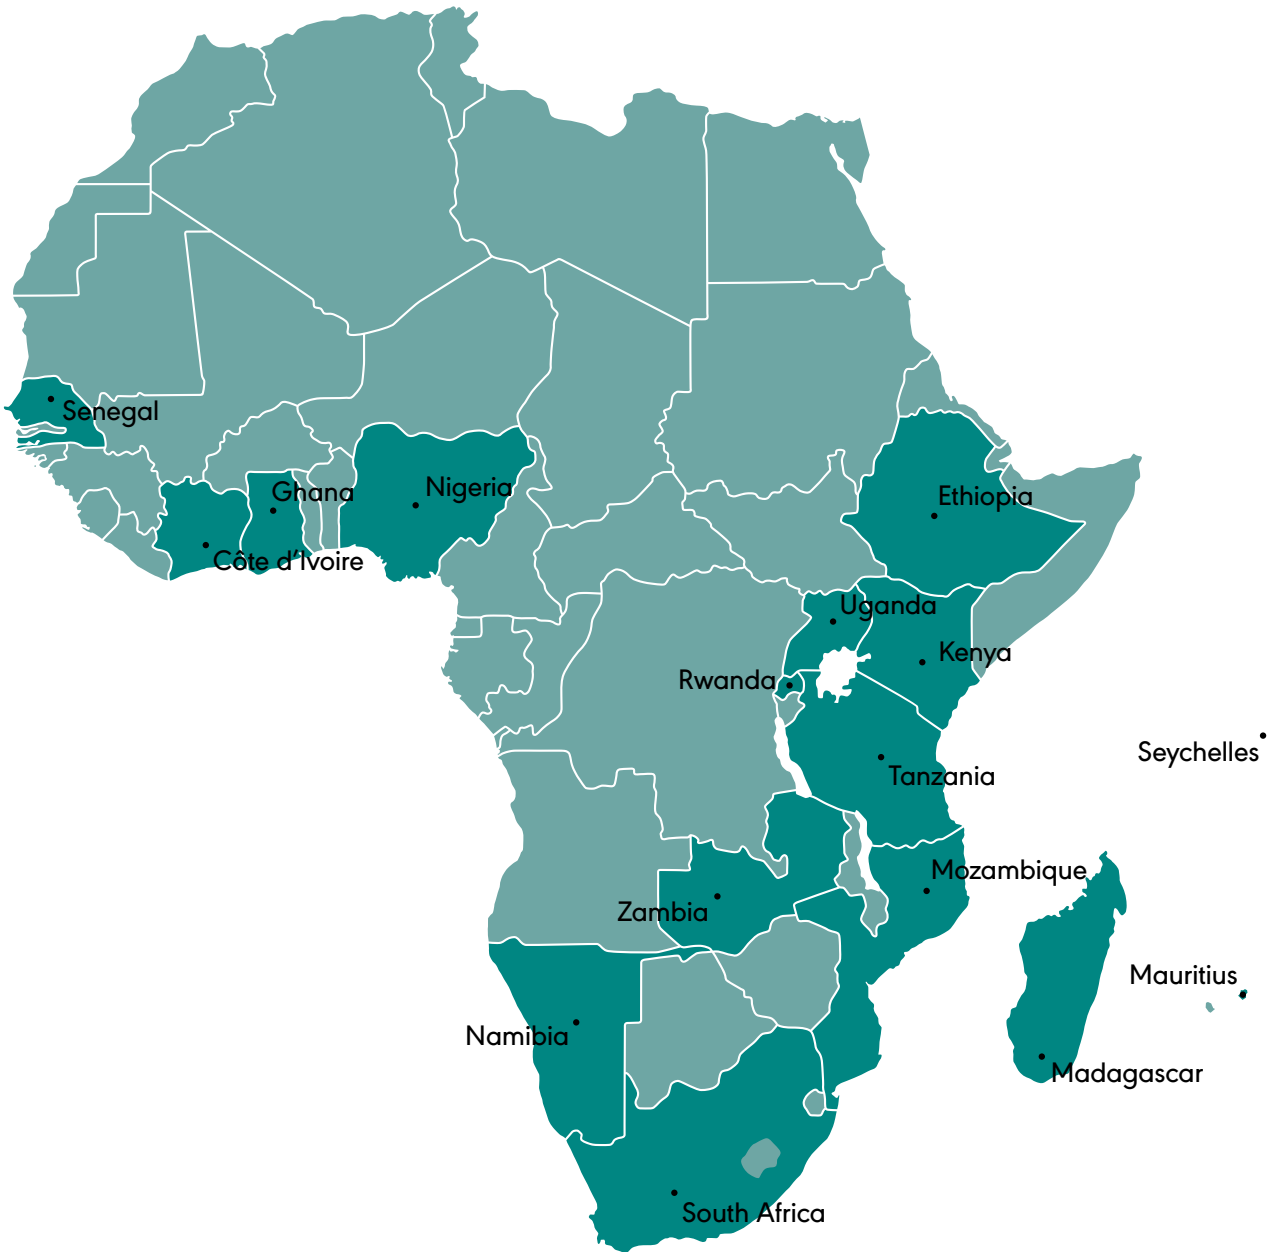 Senegal
Ghana
Nigeria
Ethiopia
Côte d'Ivoire
Uganda
Kenya
Rwanda
Seychelles
Tanzania
Mozambique
Zambia
Mauritius
Namibia
Madagascar
South Africa